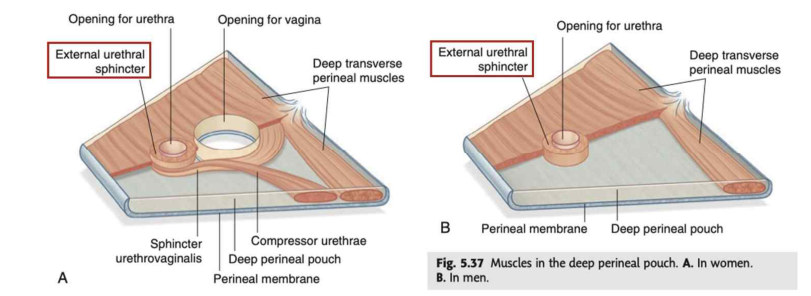 Opening for urethra
Opening for vagina
External urethral
sphincter
Deep transverse
perineal muscles
Sphincter
urethrovaginalis
Compressor urethrae
Deep perineal pouch
Perineal membrane
A
Opening for urethra
External urethral
sphincter
Deep transverse
perineal muscles
B
Perineal membrane
Deep perineal pouch
Fig. 5.37 Muscles in the deep perineal pouch. A. In women.
B. In men.